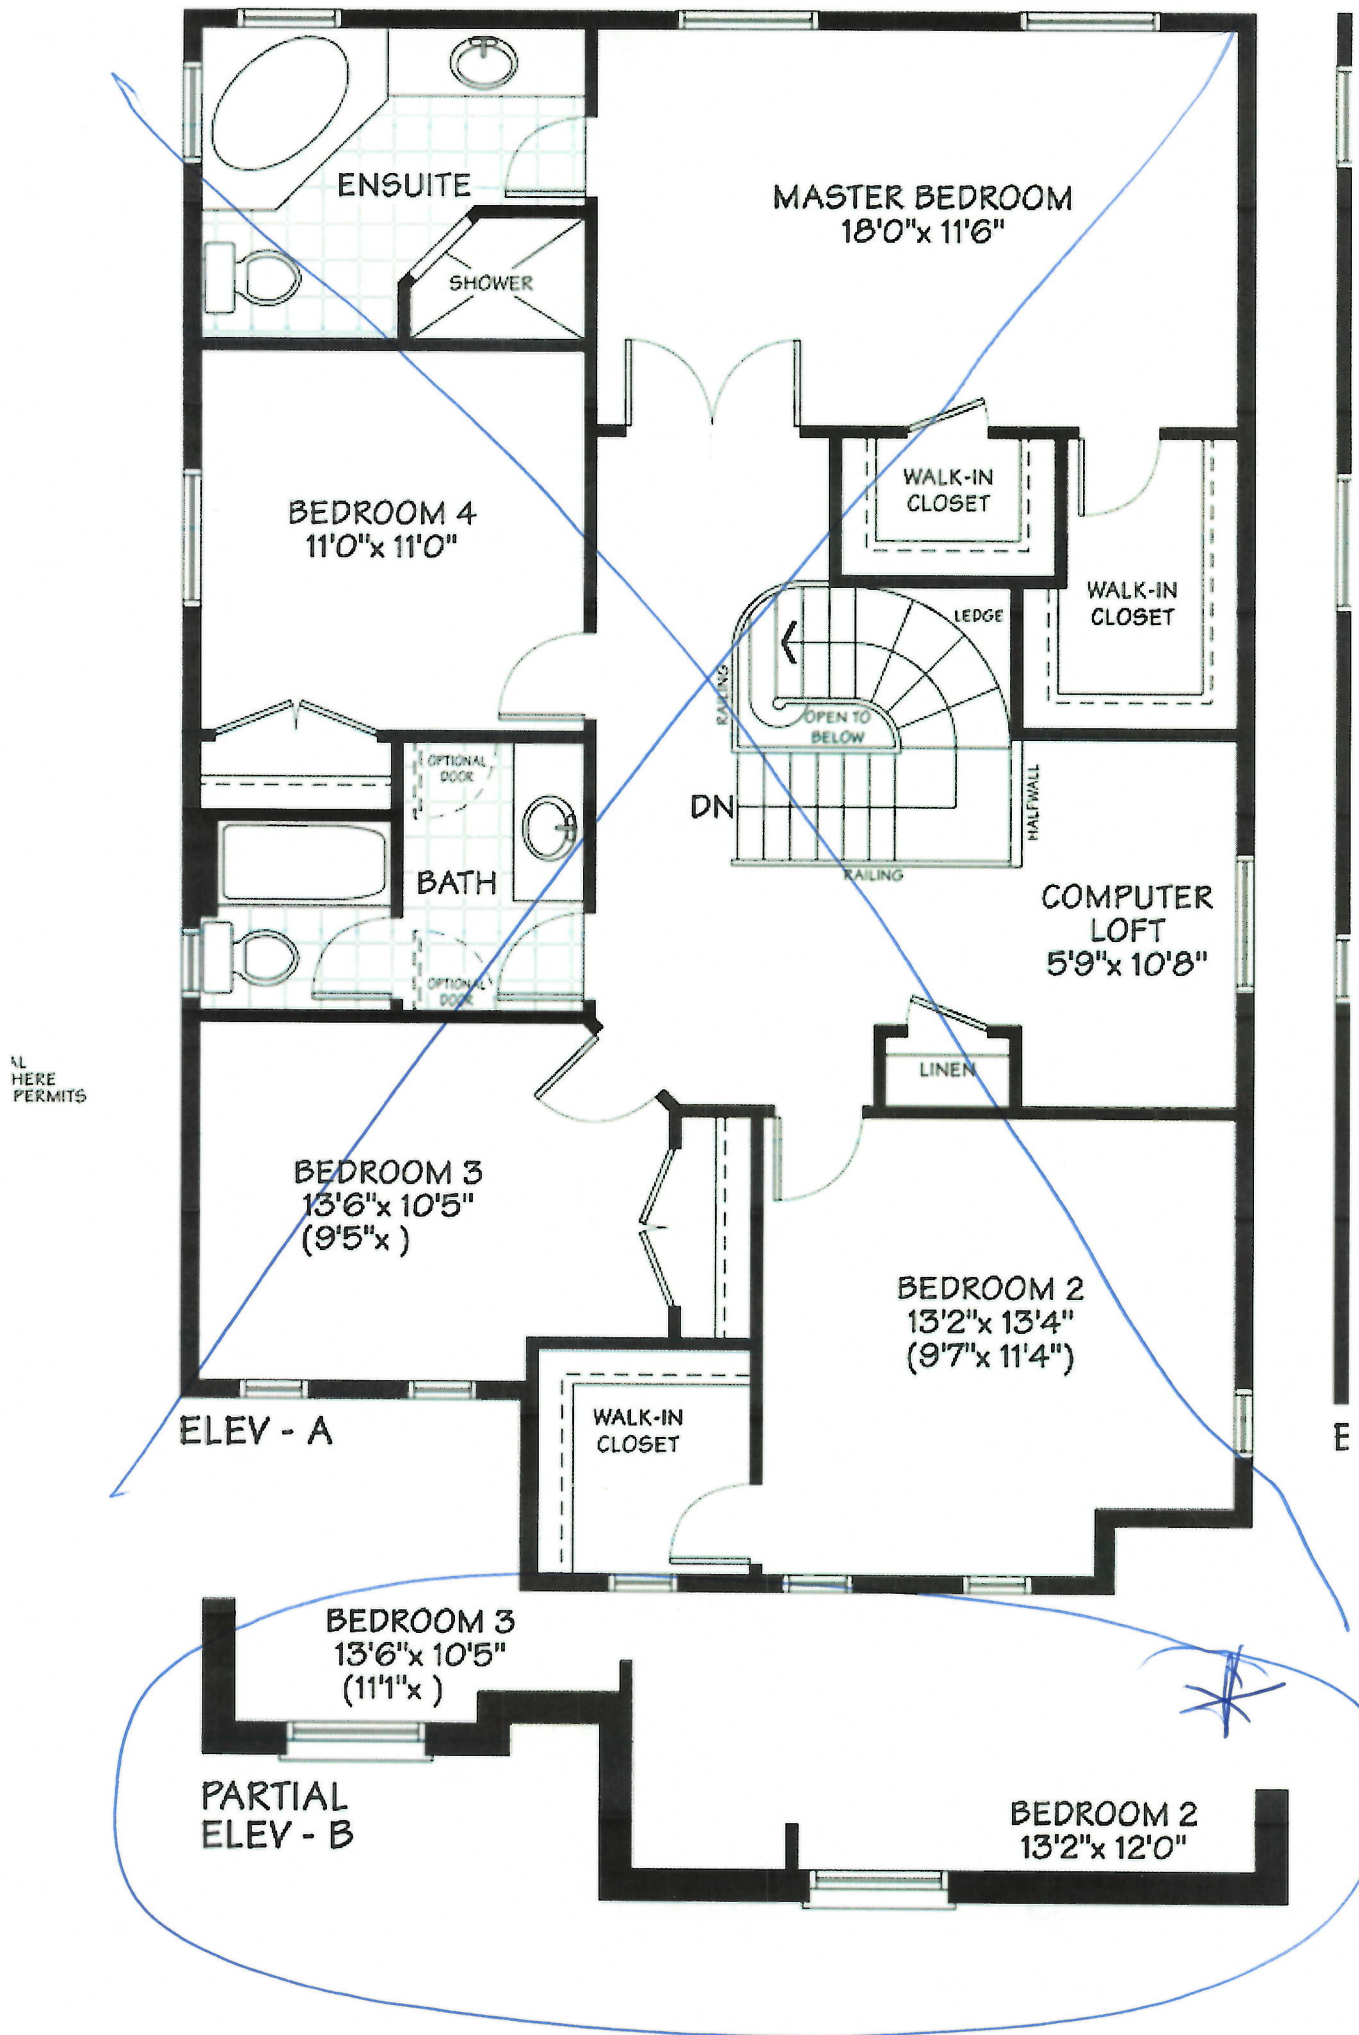 ENSUITE
SHOWER
MASTER BEDROOM
18'0"x 11'6"
BEDROOM 4
11'0"x 11'0"
WALK-IN
CLOSET
WALK-IN
CLOSET
LEDGE
RAILING
OPEN TO
BELOW
DN
HALFWALL
RAILING
OPTIONAL
DOOR
BATH
OPTIONAL
DOOR
COMPUTER
LOFT
5'9"x 10'8"
LINEN
HERE
PERMITS
BEDROOM 3
13'6"x 10'5"
(9'5"x )
BEDROOM 2
13'2"x 13'4"
(9'7"x 11'4")
ELEV - A
WALK-IN
CLOSET
E
BEDROOM 3
13'6"x 10'5"
(11'1"x )
PARTIAL
ELEV - B
BEDROOM 2
13'2"x 12'0"